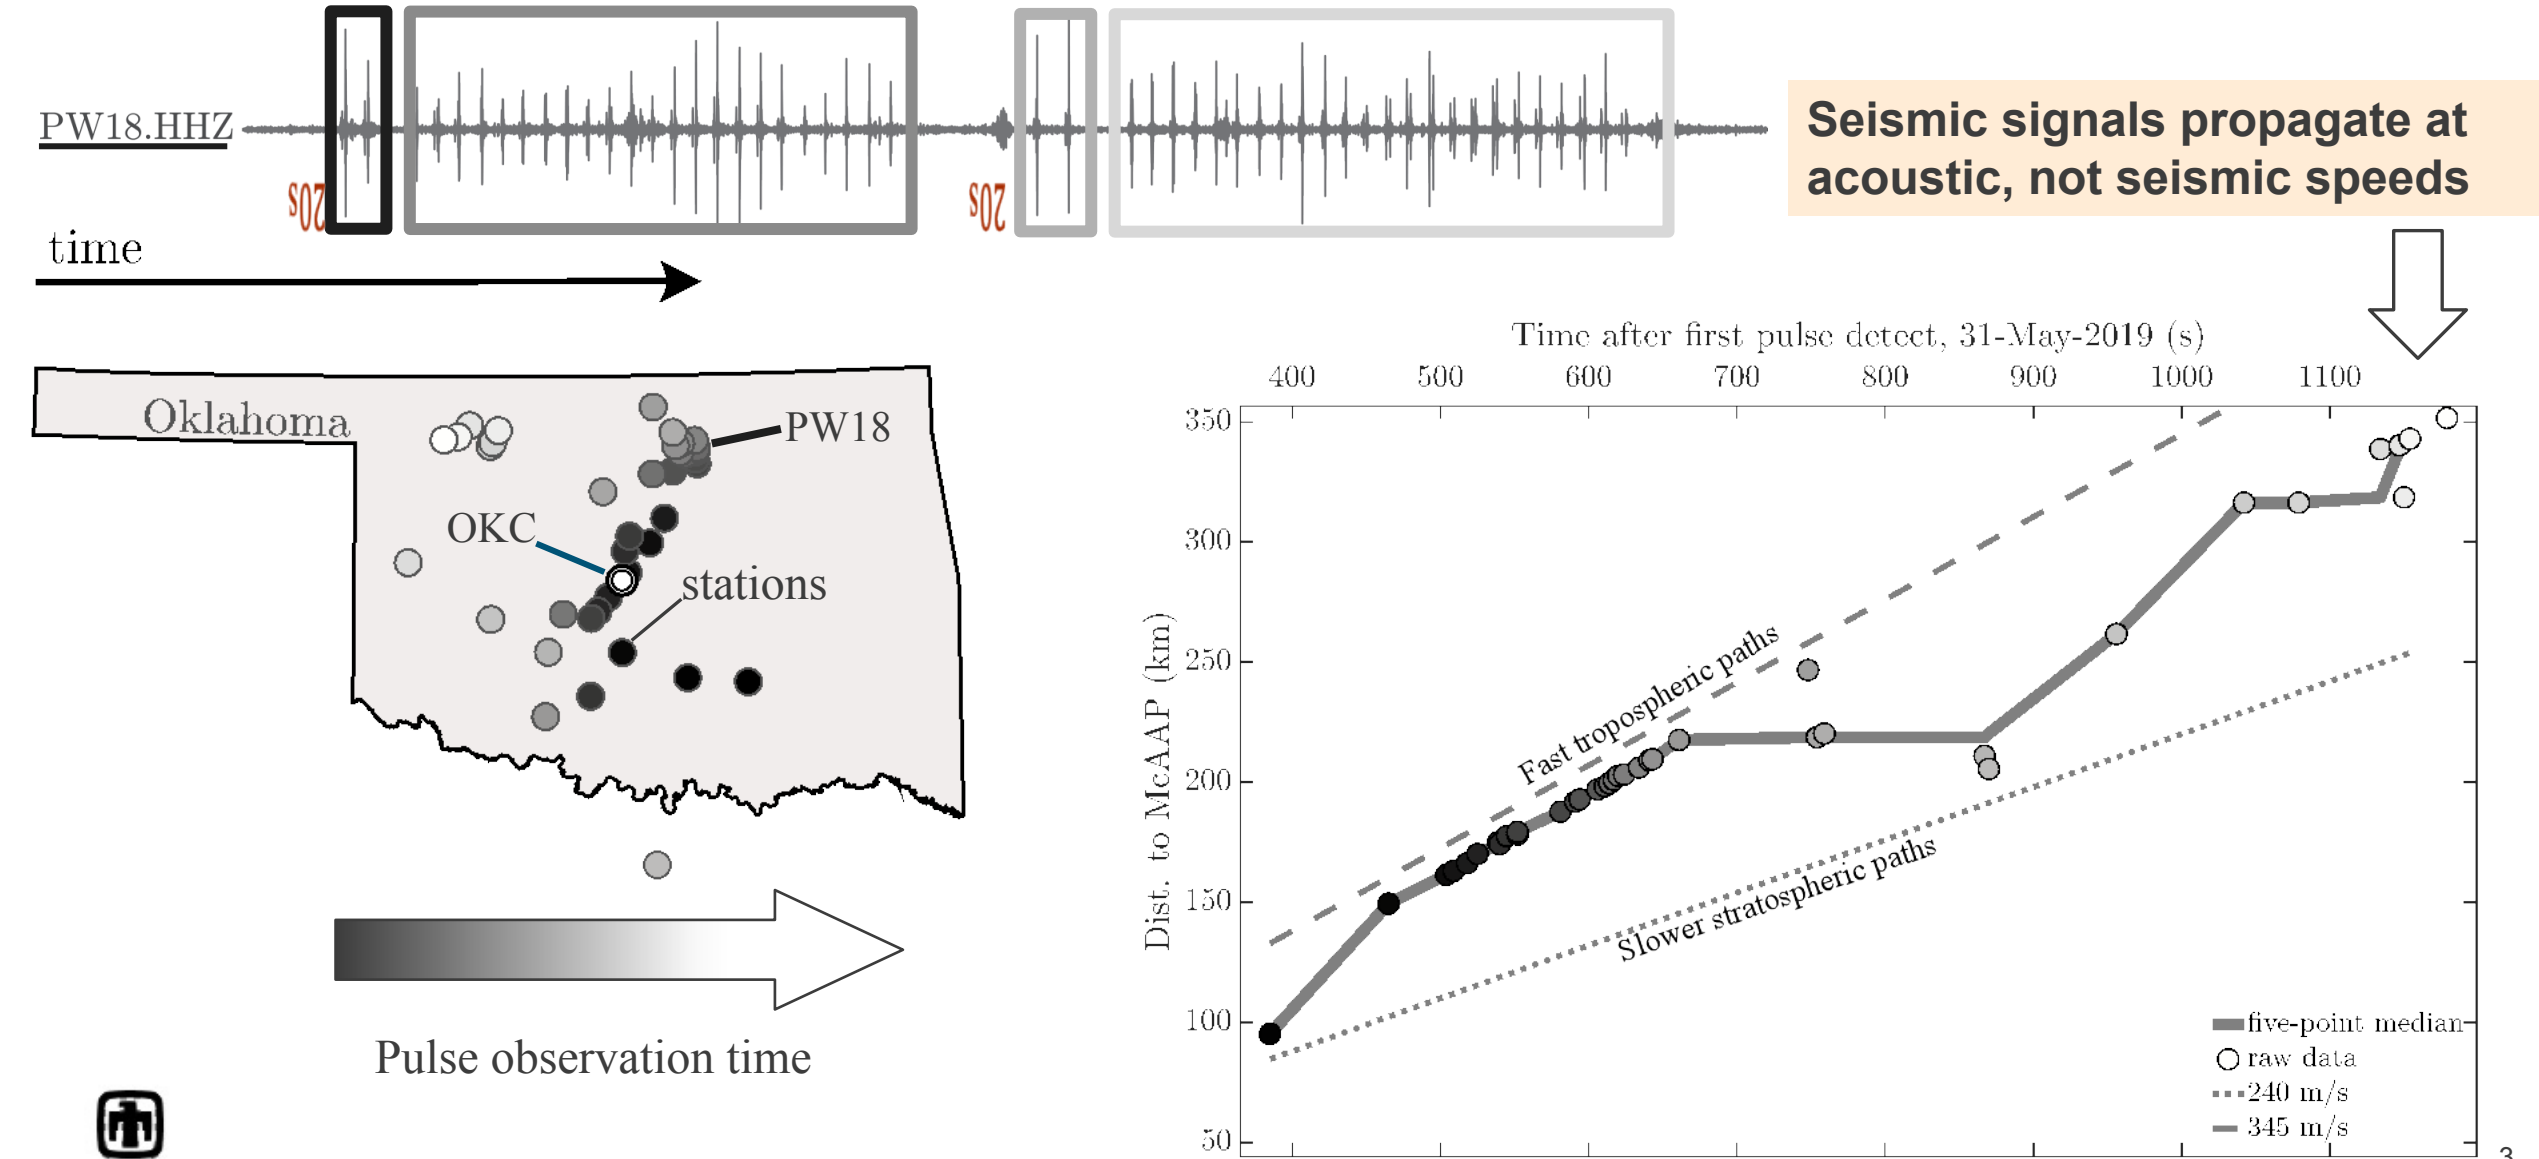 PW18.HHZ
20s
20s
Seismic signals propagate at
acoustic, not seismic speeds
time
Oklahoma
PW18
OKC
stations
Pulse observation time
Time after first pulse detect, 31-May-2019 (s)
400 500 600 700 800 900 1000 1100
Dist. to McAAP (km)
350
300
250
200
150
100
50
Fast tropospheric paths
Slower stratospheric paths
five-point median
raw data
240 m/s
345 m/s
3